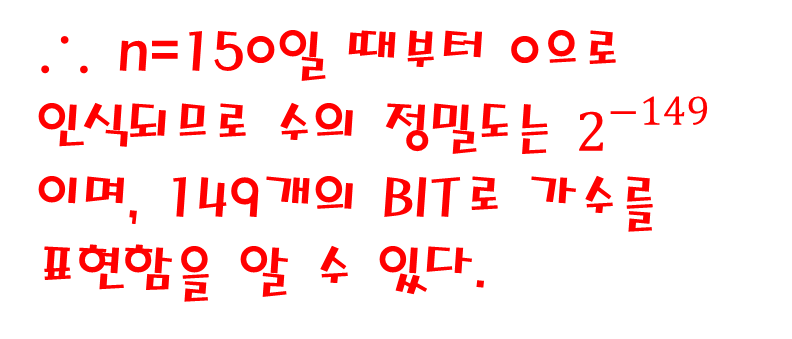 ∴ n=150일 때부터 0으로
인식되므로 수의 정밀도는 2⁻¹⁴⁹
이며, 149개의 BIT로 가수를
표현함을 알 수 있다.